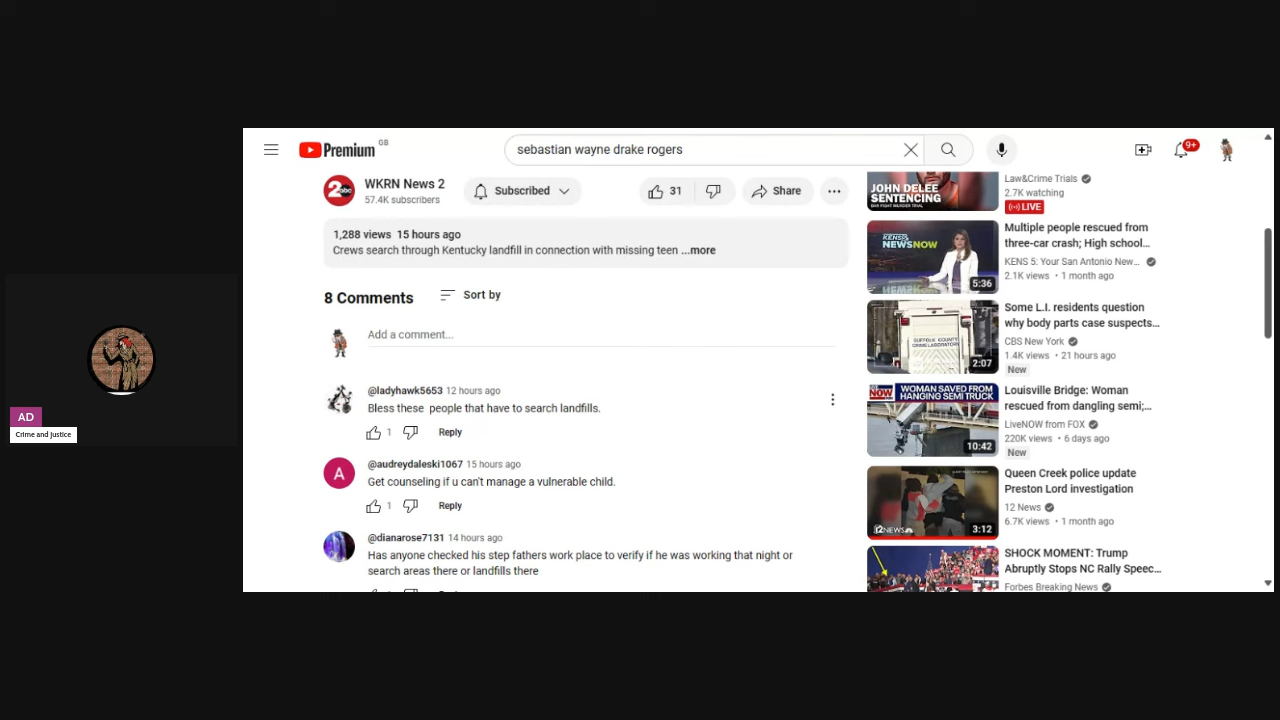 Premium GB
sebastian wayne drake rogers
9+
2 abc
WKRN News 2
57.4K subscribers
Subscribed
31
Share
1,288 views 15 hours ago
Crews search through Kentucky landfill in connection with missing teen ...more
8 Comments
Sort by
Add a comment...
@ladyhawk5653 12 hours ago
Bless these people that have to search landfills.
1
Reply
A
@audreydaleski1067 15 hours ago
Get counseling if u can't manage a vulnerable child.
1
Reply
@dianarose7131 14 hours ago
Has anyone checked his step fathers work place to verify if he was working that night or
search areas there or landfills there
AD
Crime and Justice
JOHN DELEE
SENTENCING
BAR FIGHT MURDER TRIAL
Law&Crime Trials
2.7K watching
LIVE
KENS5
NEWSNOW
5:36
Multiple people rescued from
three-car crash; High school...
KENS 5: Your San Antonio New...
2.1K views • 1 month ago
SUFFOLK COUNTY
CRIME LABORATORY
2:07
Some L.I. residents question
why body parts case suspects...
CBS New York
1.4K views • 21 hours ago
New
NOW
WOMAN SAVED FROM
HANGING SEMI TRUCK
10:42
Louisville Bridge: Woman
rescued from dangling semi;...
LiveNOW from FOX
220K views • 6 days ago
New
12NEWS
3:12
Queen Creek police update
Preston Lord investigation
12 News
6.7K views • 1 month ago
SHOCK MOMENT: Trump
Abruptly Stops NC Rally Speec...
Forbes Breaking News